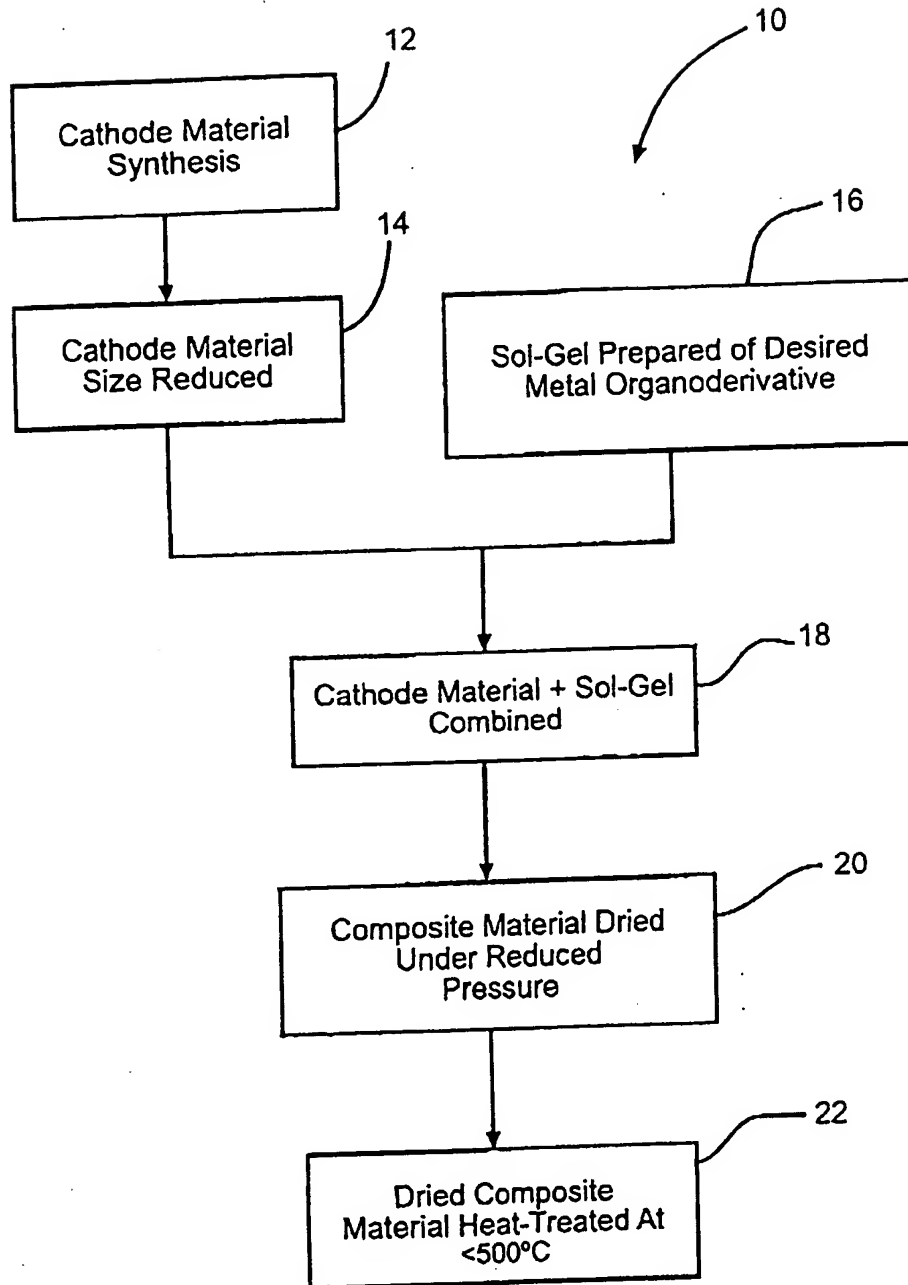 10
12
Cathode Material
Synthesis
14
Cathode Material
Size Reduced
16
Sol-Gel Prepared of Desired
Metal Organoderivative
18
Cathode Material + Sol-Gel
Combined
20
Composite Material Dried
Under Reduced
Pressure
22
Dried Composite
Material Heat-Treated At
<500°C